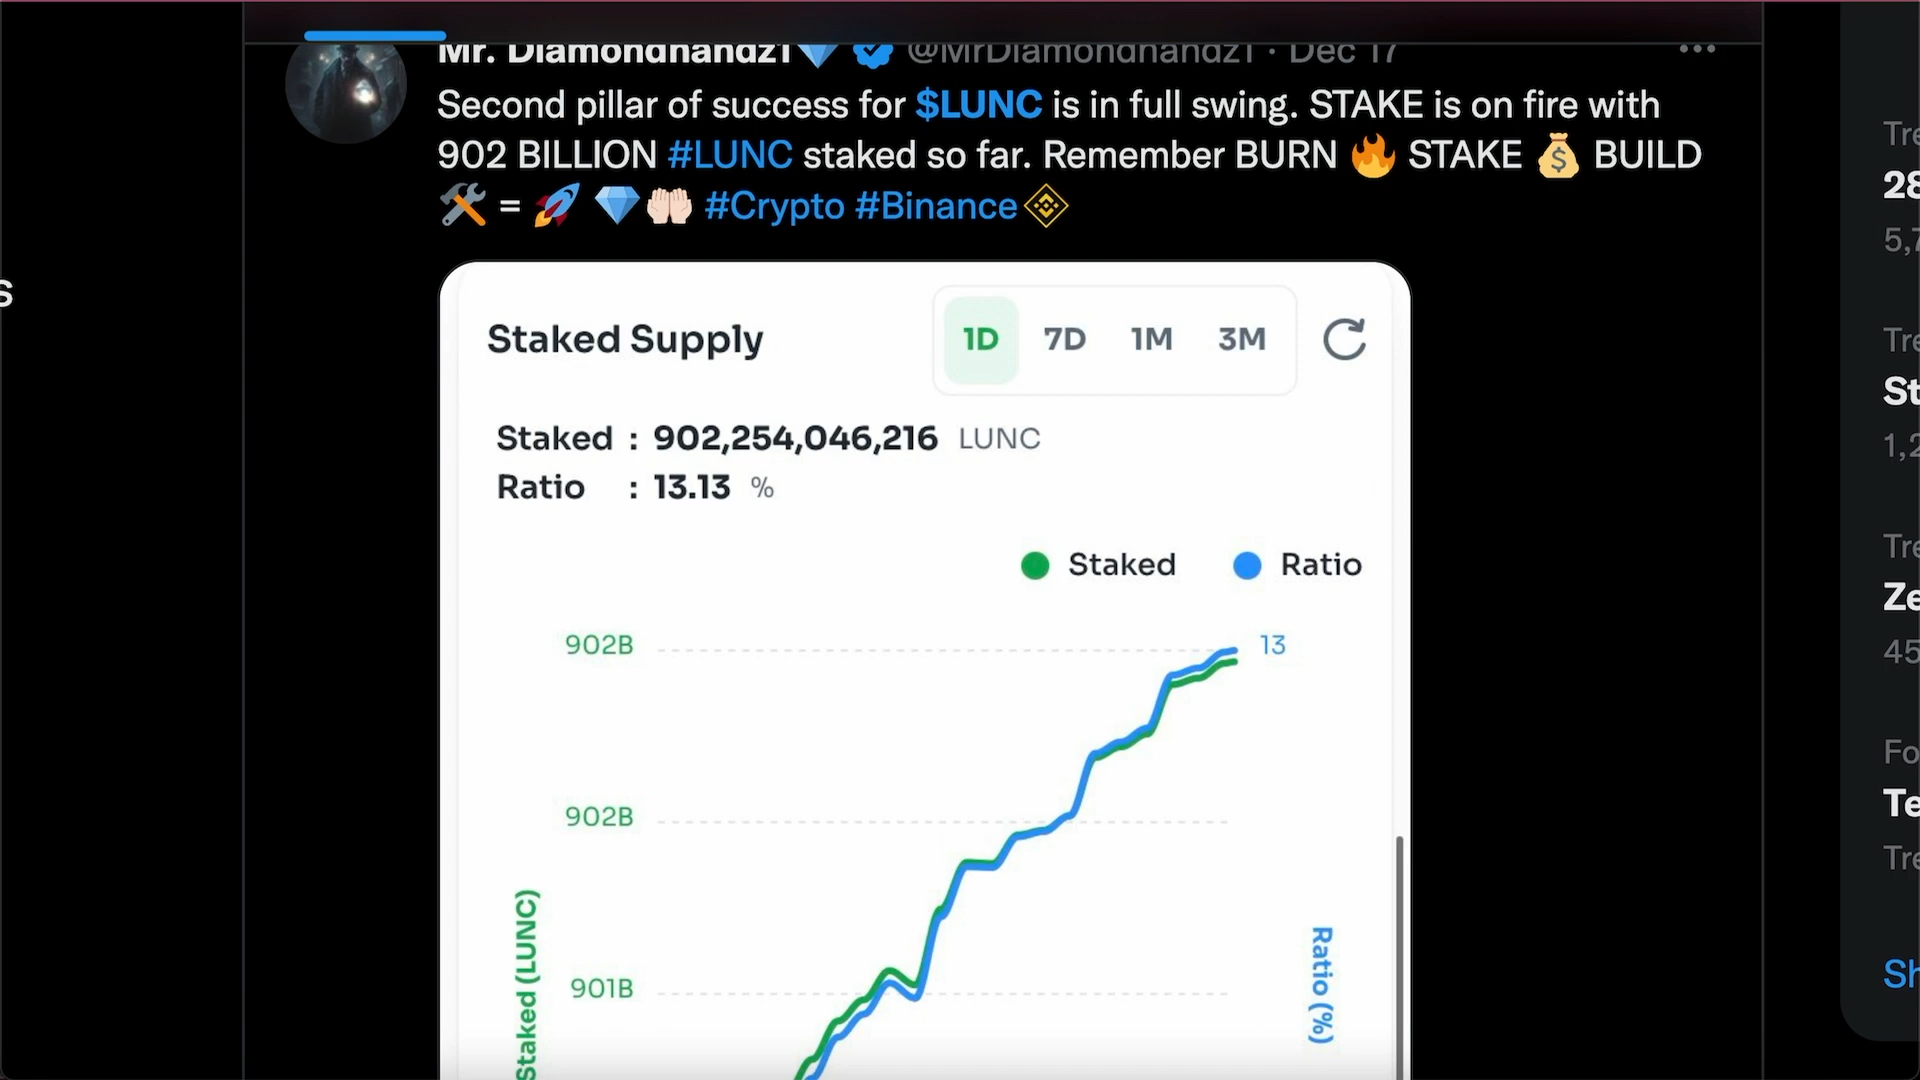 Mr. Diamondhandz1💎 @MrDiamondhandz1 · Dec 17
Second pillar of success for $LUNC is in full swing. STAKE is on fire with
902 BILLION #LUNC staked so far. Remember BURN 🔥 STAKE 💰 BUILD
🛠 = 🚀 💎🤲🏻 #Crypto #Binance
Staked Supply
1D 7D 1M 3M
Staked : 902,254,046,216 LUNC
Ratio : 13.13 %
Staked Ratio
902B
13
902B
901B
Staked (LUNC)
Ratio (%)